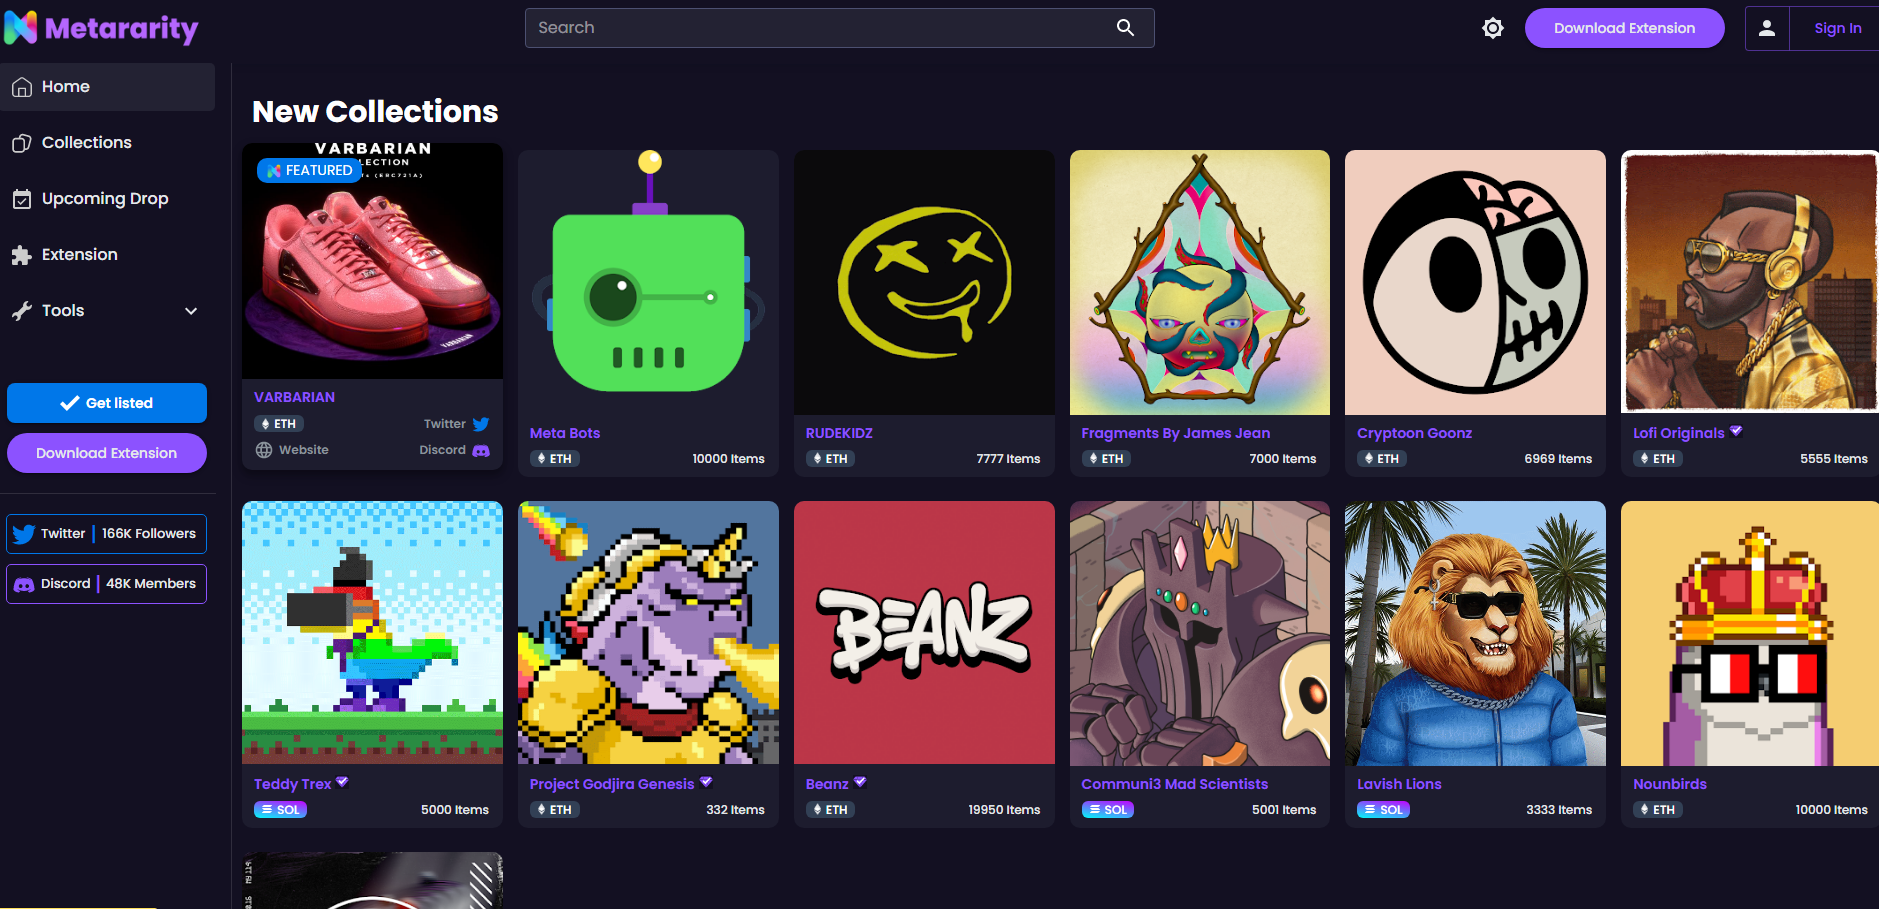 Metararity
Search
Download Extension
Sign In
Home
Collections
Upcoming Drop
Extension
Tools
Get listed
Download Extension
Twitter | 166K Followers
Discord | 48K Members
New Collections
VARBARIAN
FEATURED
VARBARIAN
VARBARIAN
ETH
Twitter
Website
Discord
Meta Bots
ETH
10000 Items
RUDEKIDZ
ETH
7777 Items
Fragments By James Jean
ETH
7000 Items
Cryptoon Goonz
ETH
6969 Items
Lofi Originals
ETH
5555 Items
Teddy Trex
SOL
5000 Items
Project Godjira Genesis
ETH
332 Items
BEANZ
Beanz
ETH
19950 Items
Communi3 Mad Scientists
SOL
5001 Items
Lavish Lions
SOL
3333 Items
Nounbirds
ETH
10000 Items